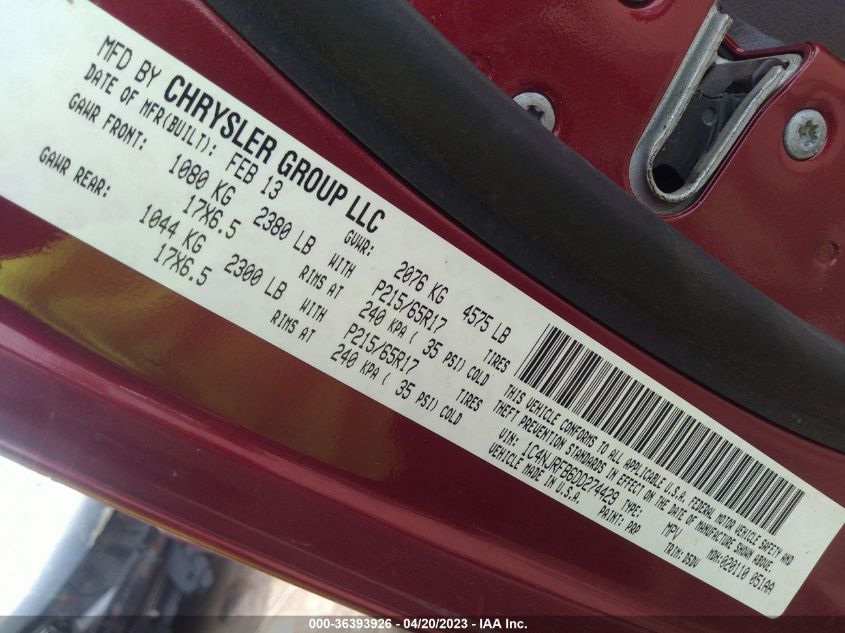 MFD BY CHRYSLER GROUP LLC
DATE OF MFR(BUILT): FEB 13 GVWR: 2076 KG 4575 LB
GAWR FRONT: 1080 KG 2380 LB WITH P215/65R17 TIRES
17X6.5 RIMS AT 240 KPA ( 35 PSI) COLD
GAWR REAR: 1044 KG 2300 LB WITH P215/65R17 TIRES
17X6.5 RIMS AT 240 KPA ( 35 PSI) COLD
THIS VEHICLE CONFORMS TO ALL APPLICABLE U.S.A. FEDERAL MOTOR VEHICLE SAFETY AND
THEFT PREVENTION STANDARDS IN EFFECT ON THE DATE OF MANUFACTURE SHOWN ABOVE.
VIN: 1C4NJRFB6DD274429 TYPE: MPV MDH:020110 051AA
VEHICLE MADE IN U.S.A. PAINT: PRP TRIM: D5DV
000-36393926 - 04/20/2023 - IAA Inc.